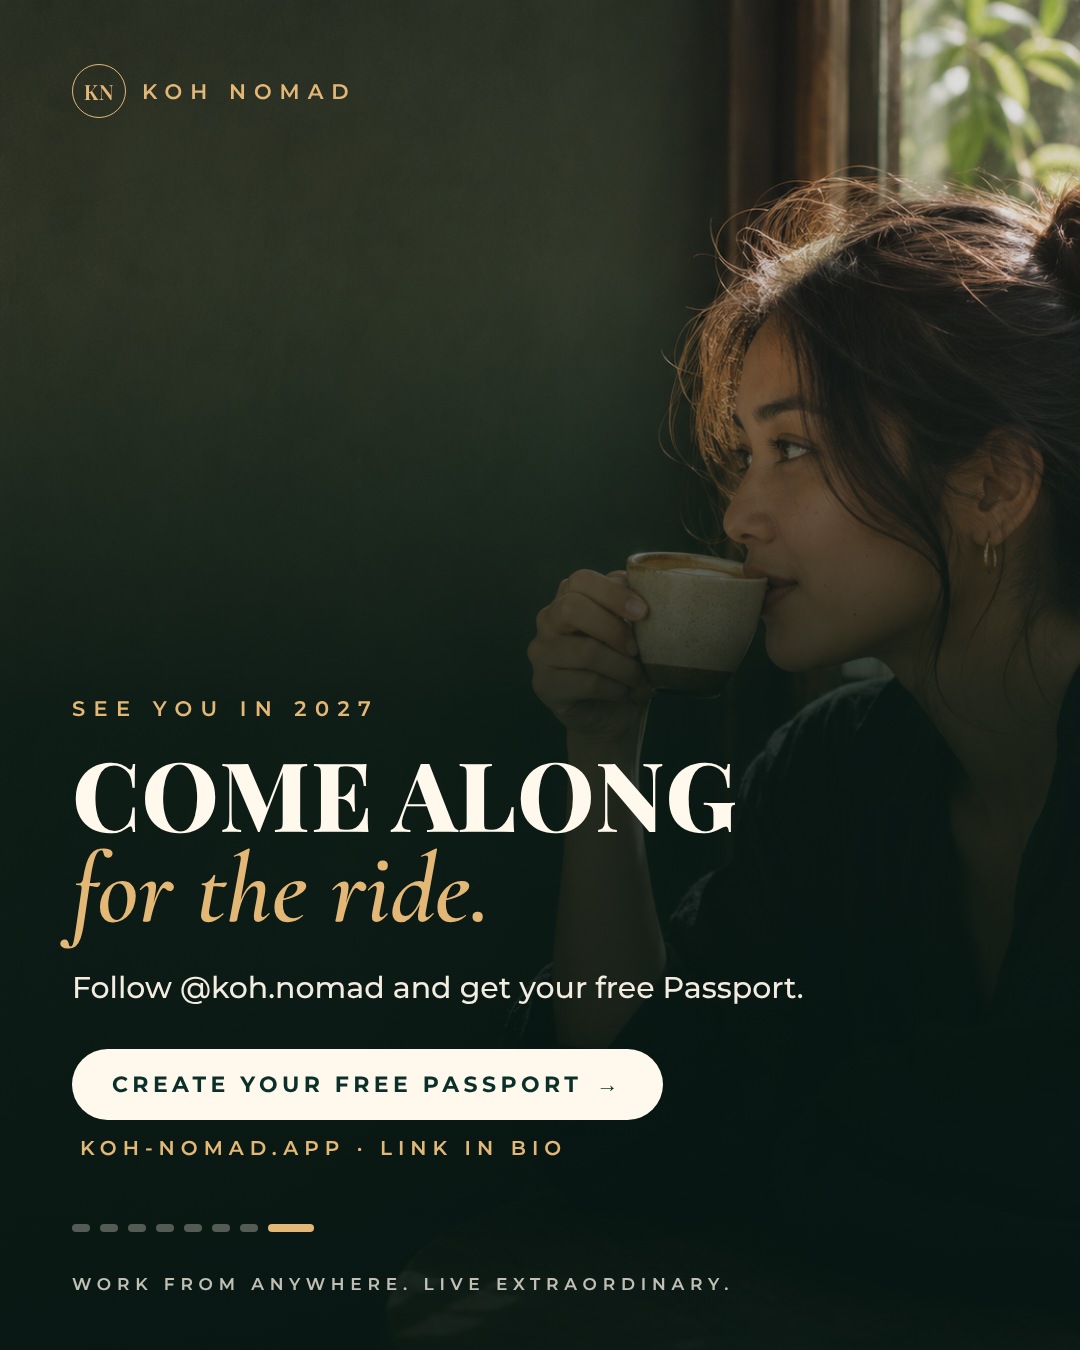 KN KOH NOMAD
SEE YOU IN 2027
COME ALONG
for the ride.
Follow @koh.nomad and get your free Passport.
CREATE YOUR FREE PASSPORT →
KOH-NOMAD.APP · LINK IN BIO
WORK FROM ANYWHERE. LIVE EXTRAORDINARY.